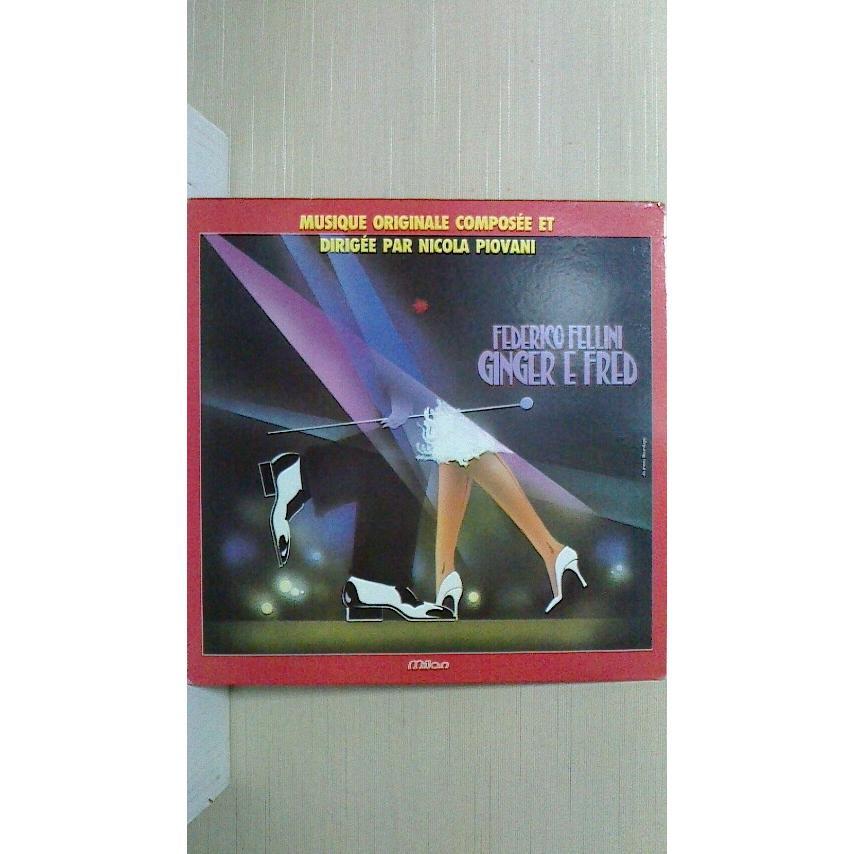 MUSIQUE ORIGINALE COMPOSÉE ET
DIRIGÉE PAR NICOLA PIOVANI
FEDERICO FELLINI
GINGER E FRED
Milan